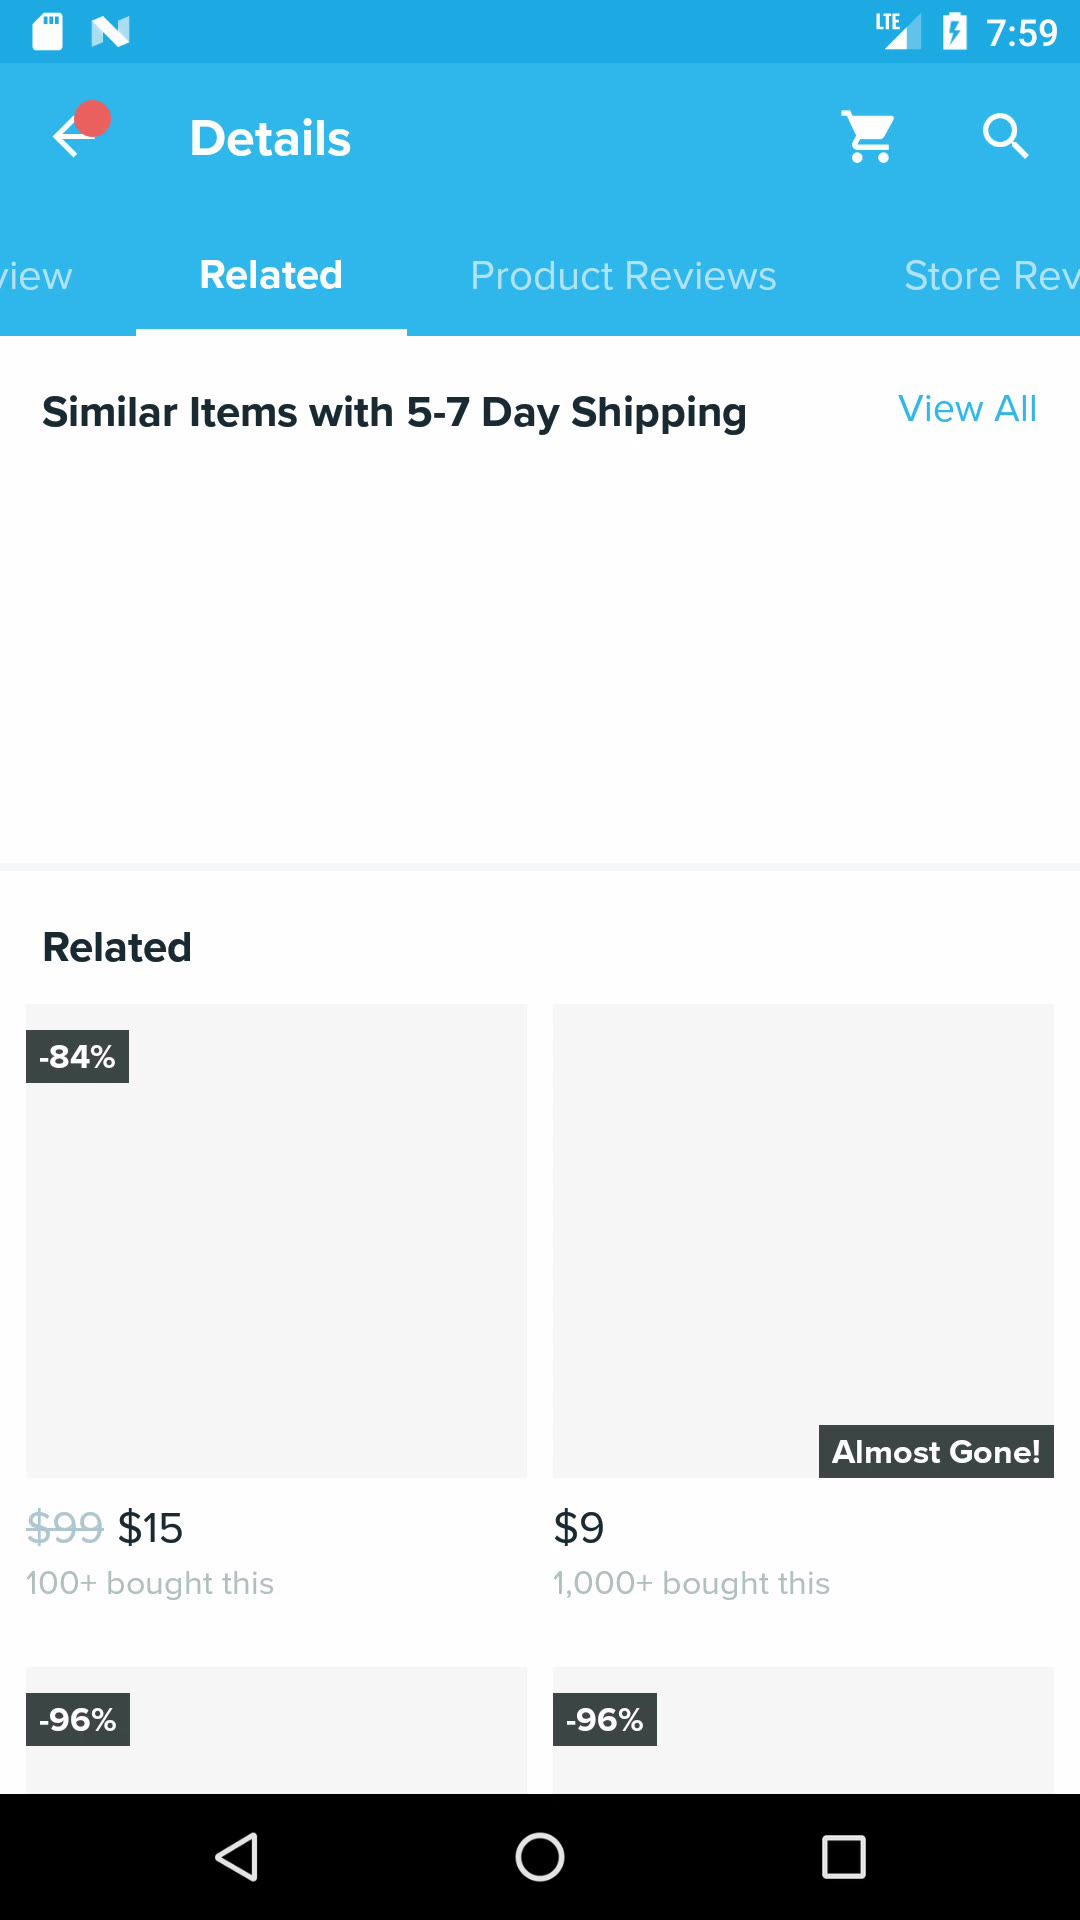 LTE 7:59
Details
view Related Product Reviews Store Rev
Similar Items with 5-7 Day Shipping View All
Related
-84%
Almost Gone!
$99 $15 $9
100+ bought this 1,000+ bought this
-96% -96%